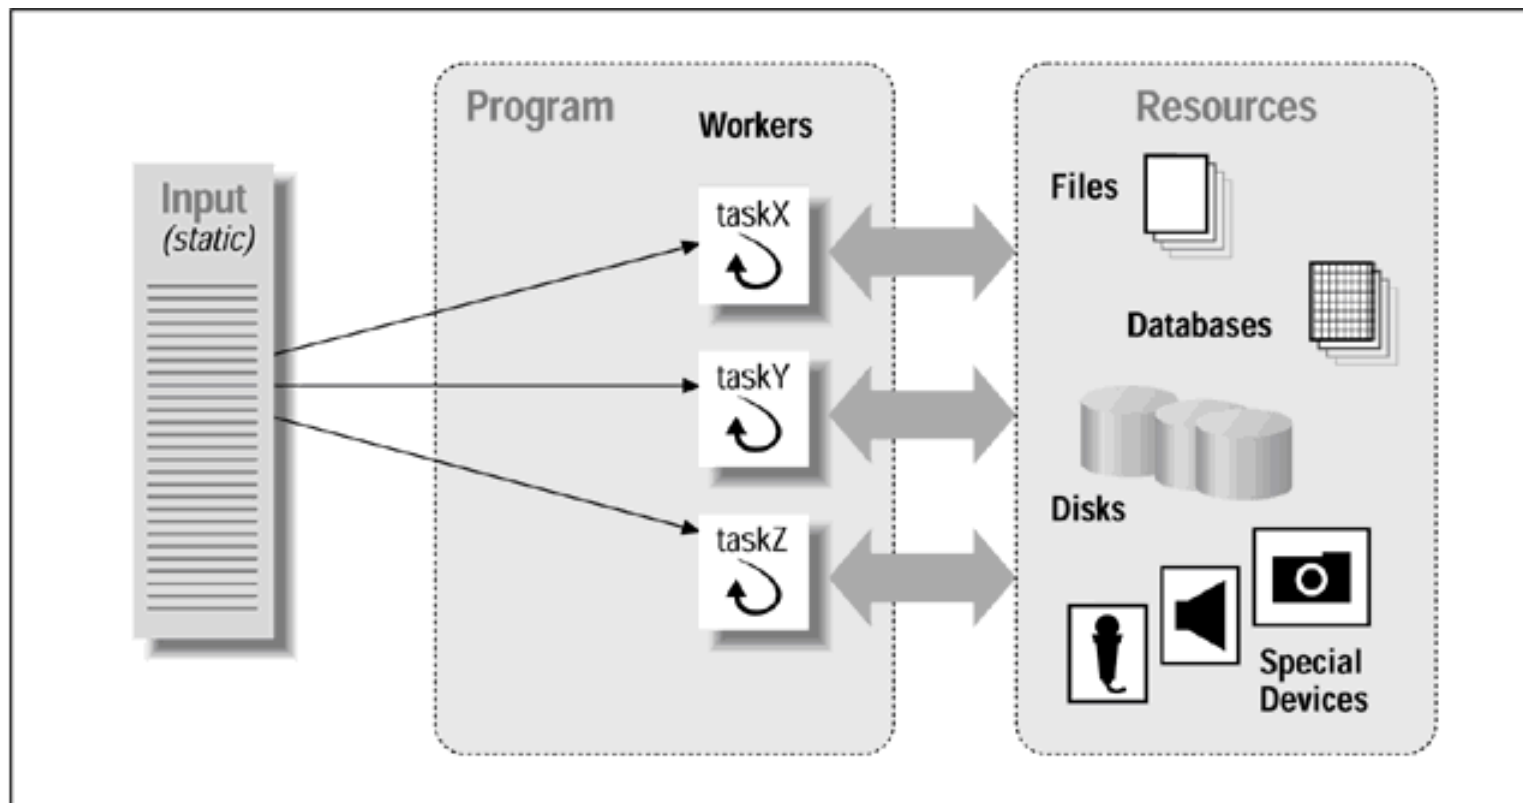 Program
Workers
Resources
Input
(static)
taskX
taskY
taskZ
Files
Databases
Disks
Special
Devices